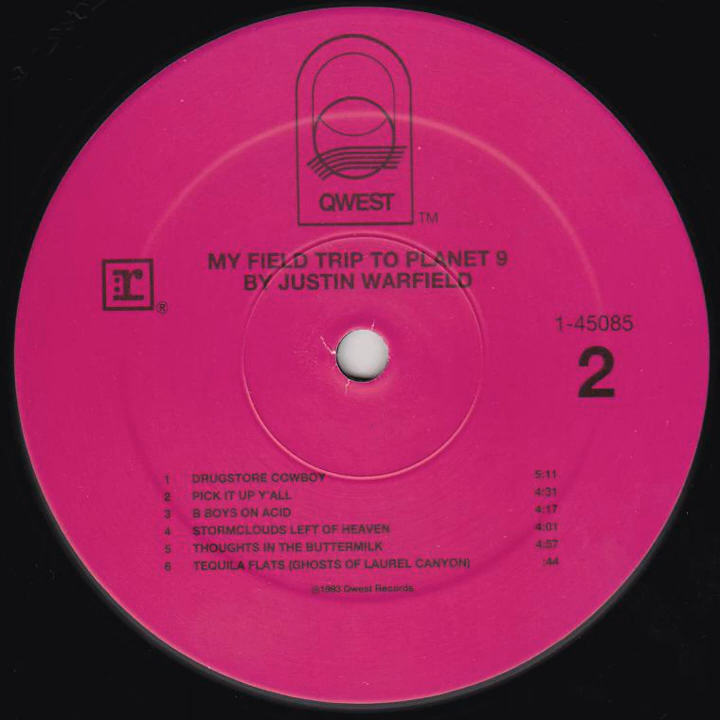 QWEST
TM
MY FIELD TRIP TO PLANET 9
BY JUSTIN WARFIELD
r ®
1-45085
2
1 DRUGSTORE COWBOY 5:11
2 PICK IT UP Y'ALL 4:31
3 B BOYS ON ACID 4:17
4 STORMCLOUDS LEFT OF HEAVEN 4:01
5 THOUGHTS IN THE BUTTERMILK 4:57
6 TEQUILA FLATS (GHOSTS OF LAUREL CANYON) :44
℗1993 Qwest Records